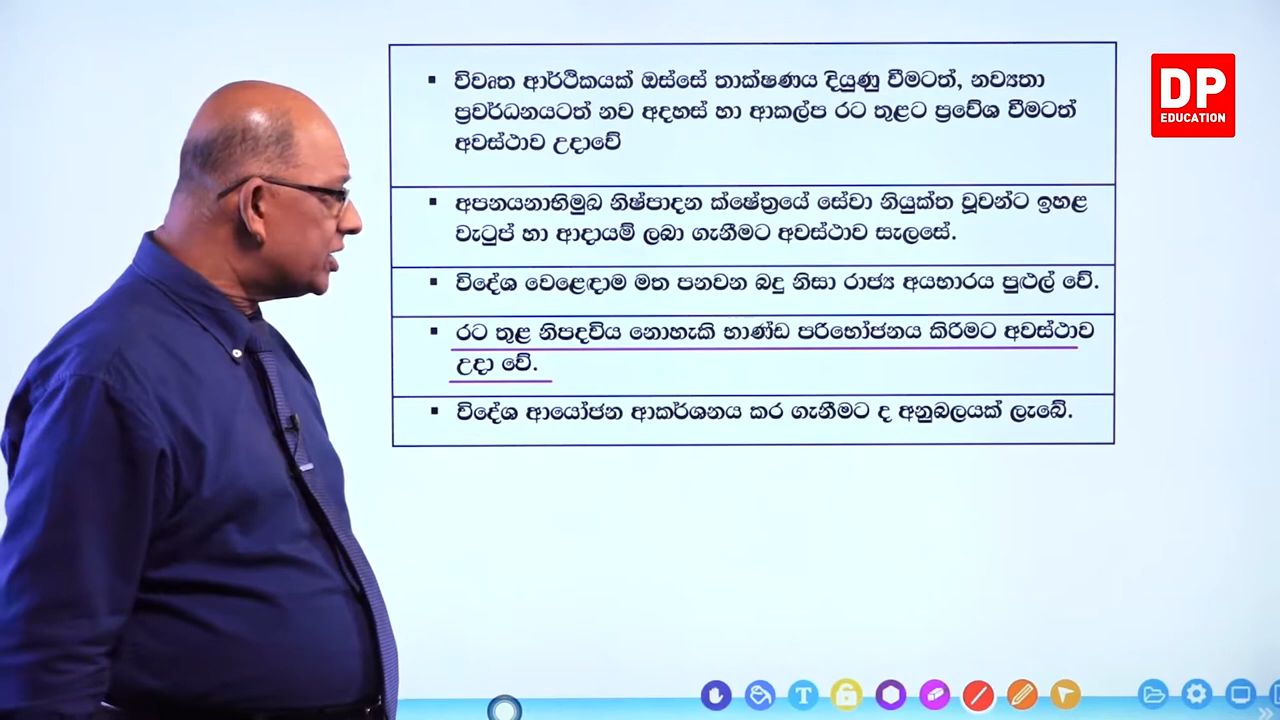 විවෘත ආර්ථිකයක් ඔස්සේ තාක්ෂණය දියුණු වීමටත්, නව්‍යතා
ප්‍රවර්ධනයටත් නව අදහස් හා ආකල්ප රට තුළට ප්‍රවේශ වීමටත්
අවස්ථාව උදාවේ
අපනයනාභිමුඛ නිෂ්පාදන ක්ෂේත්‍රයේ සේවා නියුක්ත වූවන්ට ඉහළ
වැටුප් හා ආදායම් ලබා ගැනීමට අවස්ථාව සැලසේ.
විදේශ වෙළෙඳාම මත පනවන බදු නිසා රාජ්‍ය අයභාරය පුළුල් වේ.
රට තුළ නිපදවිය නොහැකි භාණ්ඩ පරිභෝජනය කිරිමට අවස්ථාව
උදා වේ.
විදේශ ආයෝජන ආකර්ශනය කර ගැනීමට ද අනුබලයක් ලැබේ.
DP
EDUCATION
T